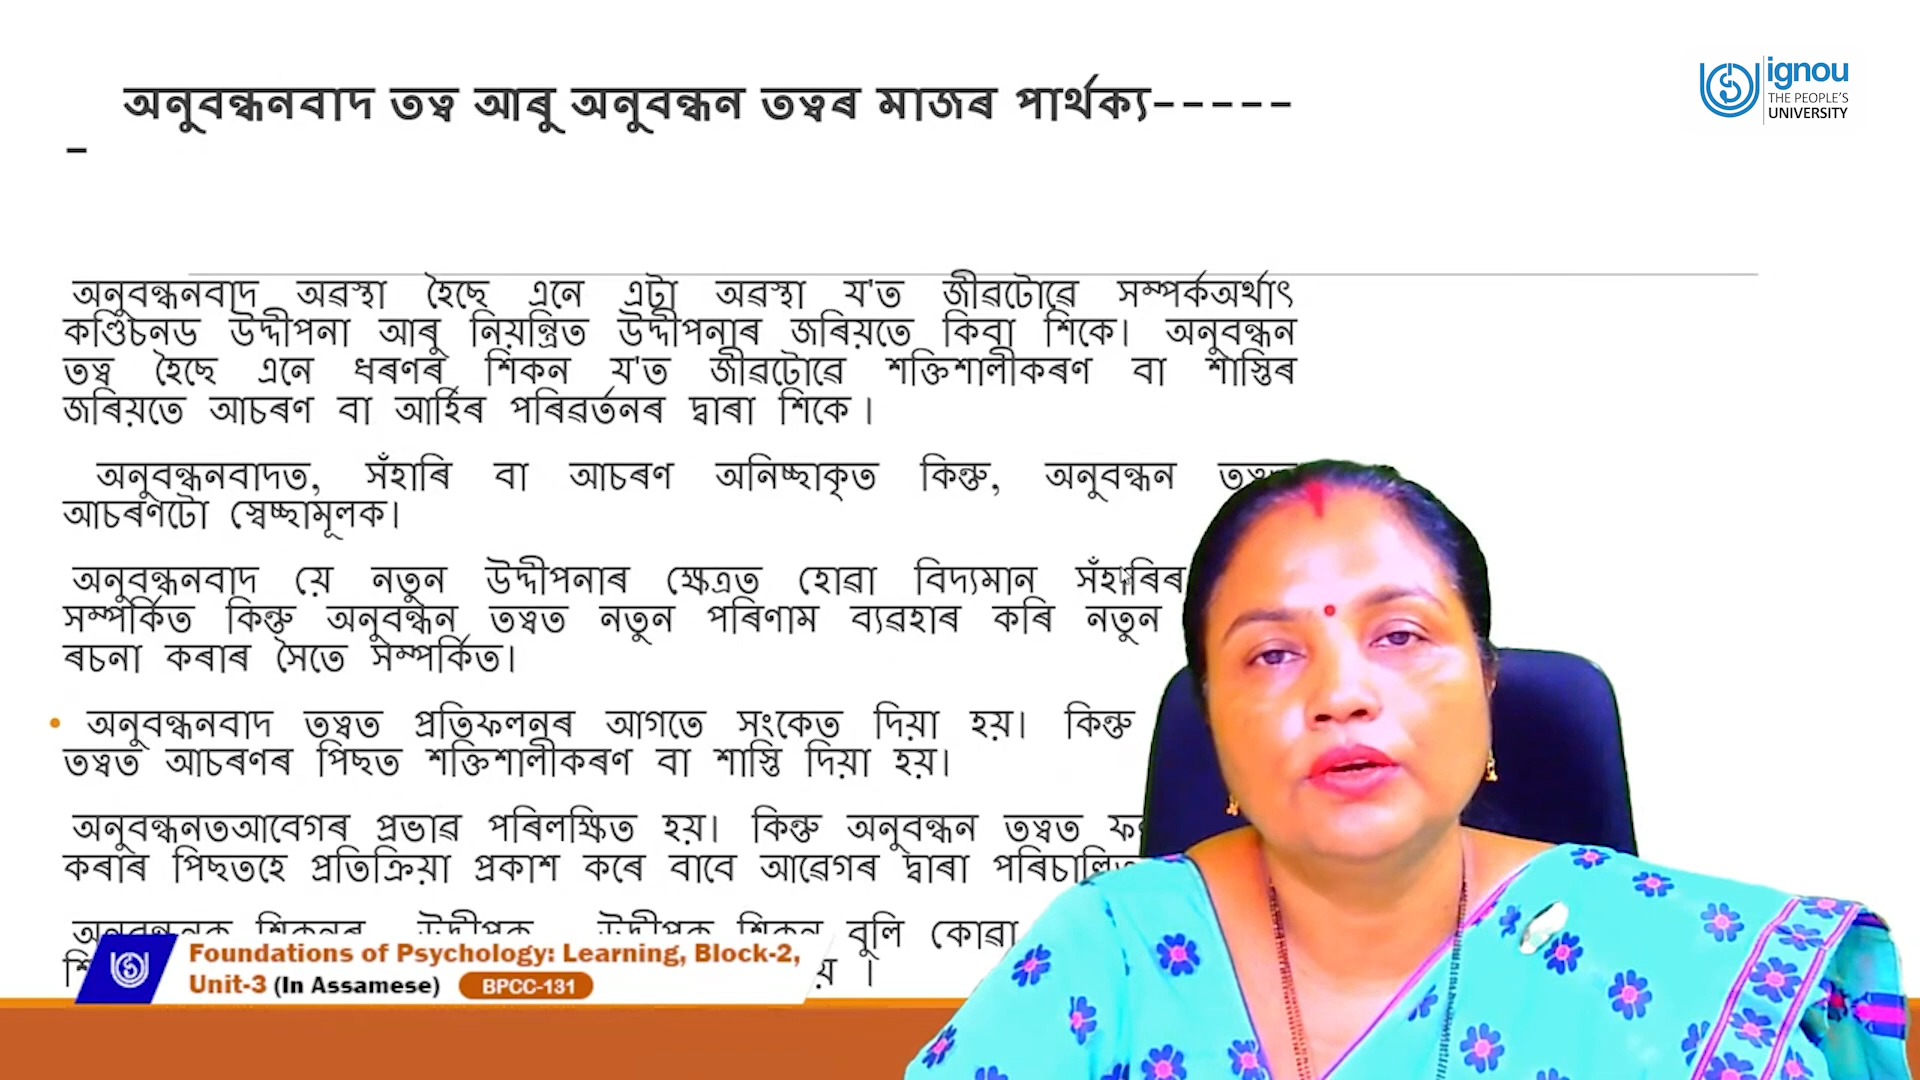 অনুবন্ধনবাদ তত্ব আৰু অনুবন্ধন তত্বৰ মাজৰ পাৰ্থক্য-----
-
ignou
THE PEOPLE'S
UNIVERSITY
অনুবন্ধনবাদ অৱস্থা হৈছে এনে এটা অৱস্থা য'ত জীৱটোৱে সম্পৰ্কঅৰ্থাৎ
কণ্ডিচনড উদ্দীপনা আৰু নিয়ন্ত্ৰিত উদ্দীপনাৰ জৰিয়তে কিবা শিকে। অনুবন্ধন
তত্ব হৈছে এনে ধৰণৰ শিকন য'ত জীৱটোৱে শক্তিশালীকৰণ বা শাস্তিৰ
জৰিয়তে আচৰণ বা আৰ্হিৰ পৰিৱৰ্তনৰ দ্বাৰা শিকে।
অনুবন্ধনবাদত, সঁহাৰি বা আচৰণ অনিচ্ছাকৃত কিন্তু, অনুবন্ধন
আচৰণটো স্বেচ্ছামূলক।
অনুবন্ধনবাদ যে নতুন উদ্দীপনাৰ ক্ষেত্ৰত হোৱা বিদ্যমান সঁহাৰিৰ
সম্পৰ্কিত কিন্তু অনুবন্ধন তত্বত নতুন পৰিণাম ব্যৱহাৰ কৰি নতুন
ৰচনা কৰাৰ সৈতে সম্পৰ্কিত।
• অনুবন্ধনবাদ তত্বত প্ৰতিফলনৰ আগতে সংকেত দিয়া হয়। কিন্তু
তত্বত আচৰণৰ পিছত শক্তিশালীকৰণ বা শাস্তি দিয়া হয়।
অনুবন্ধনতআবেগৰ প্ৰভাৱ পৰিলক্ষিত হয়। কিন্তু অনুবন্ধন তত্বত
কৰাৰ পিছতহে প্ৰতিক্ৰিয়া প্ৰকাশ কৰে বাবে আৱেগৰ দ্বাৰা পৰিচালিত
বুলি কোৱা
Foundations of Psychology: Learning, Block-2,
Unit-3 (In Assamese) BPCC-131